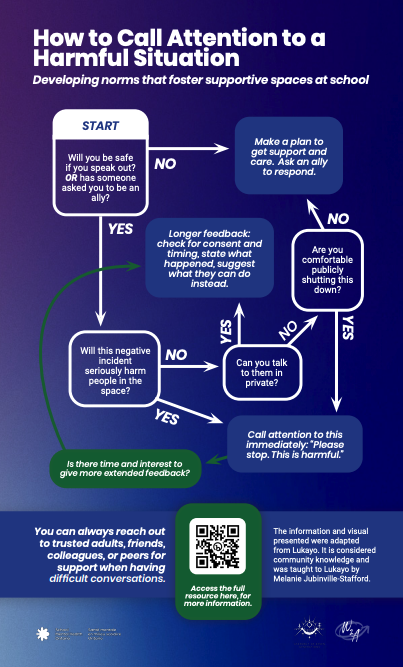 How to Call Attention to a
Harmful Situation
Developing norms that foster supportive spaces at school
START
Will you be safe
if you speak out?
OR has someone
asked you to be an
ally?
NO
Make a plan to
get support and
care. Ask an ally
to respond.
YES
Longer feedback:
check for consent and
timing, state what
happened, suggest
what they can do
instead.
NO
Are you
comfortable
publicly
shutting this
down?
Will this negative
incident
seriously harm
people in the
space?
NO
YES
NO
YES
Can you talk
to them in
private?
YES
Call attention to this
immediately: "Please
stop. This is harmful."
Is there time and interest to
give more extended feedback?
You can always reach out
to trusted adults, friends,
colleagues, or peers for
support when having
difficult conversations.
Access the full
resource here, for
more information.
The information and visual
presented were adapted
from Lukayo. It is considered
community knowledge and
was taught to Lukayo by
Melanie Jubinville-Stafford.